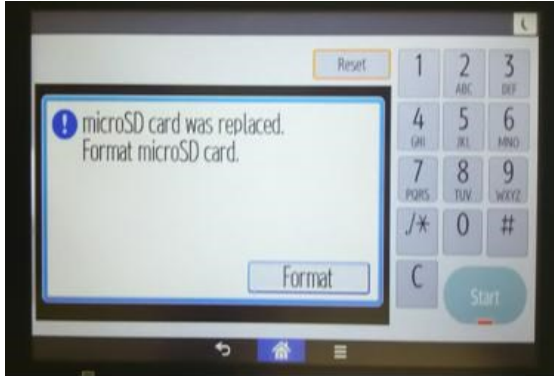 Reset
microSD card was replaced.
Format microSD card.
Format
1
2
ABC
3
DEF
4
GHI
5
JKL
6
MNO
7
PQRS
8
TUV
9
WXYZ
./*
0
#
C
Start